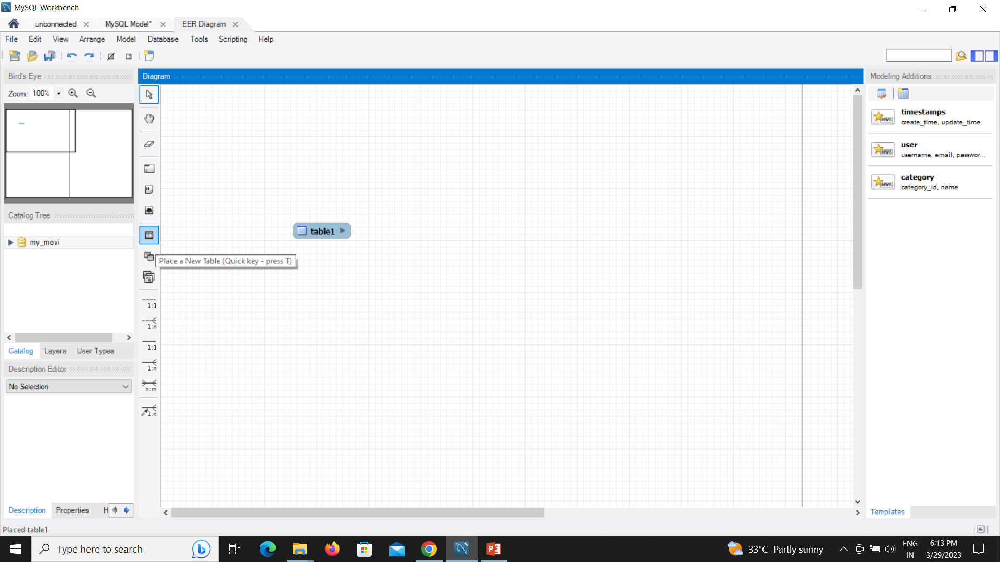 MySQL Workbench
unconnected
MySQL Model*
EER Diagram
File Edit View Arrange Model Database Tools Scripting Help
Bird's Eye
Zoom: 100%
Catalog Tree
my_movi
Catalog Layers User Types
Description Editor
No Selection
Description Properties H
Placed table1
Diagram
table1
Place a New Table (Quick key - press T)
1:1
1:n
1:1
1:n
n:m
1:n
Modeling Additions
MWB
timestamps
create_time, update_time
MWB
user
username, email, passwor...
MWB
category
category_id, name
Templates
Type here to search
33°C Partly sunny
ENG
IN
6:13 PM
3/29/2023